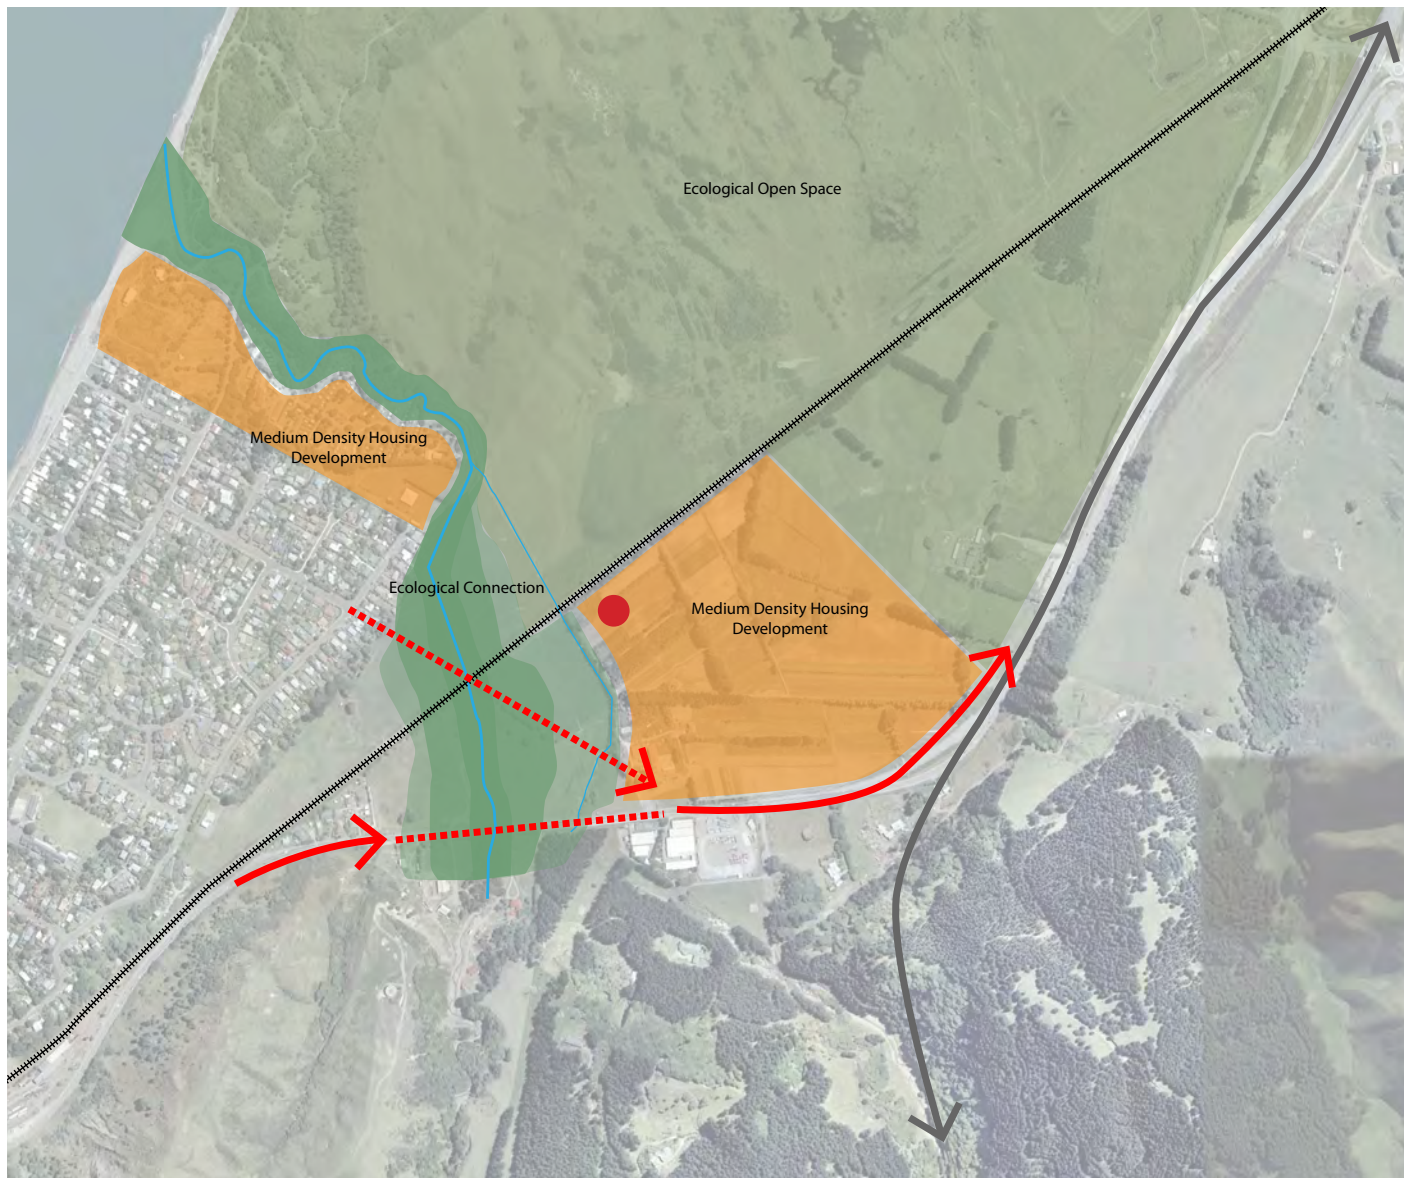 Ecological Open Space
Medium Density Housing
Development
Ecological Connection
Medium Density Housing
Development